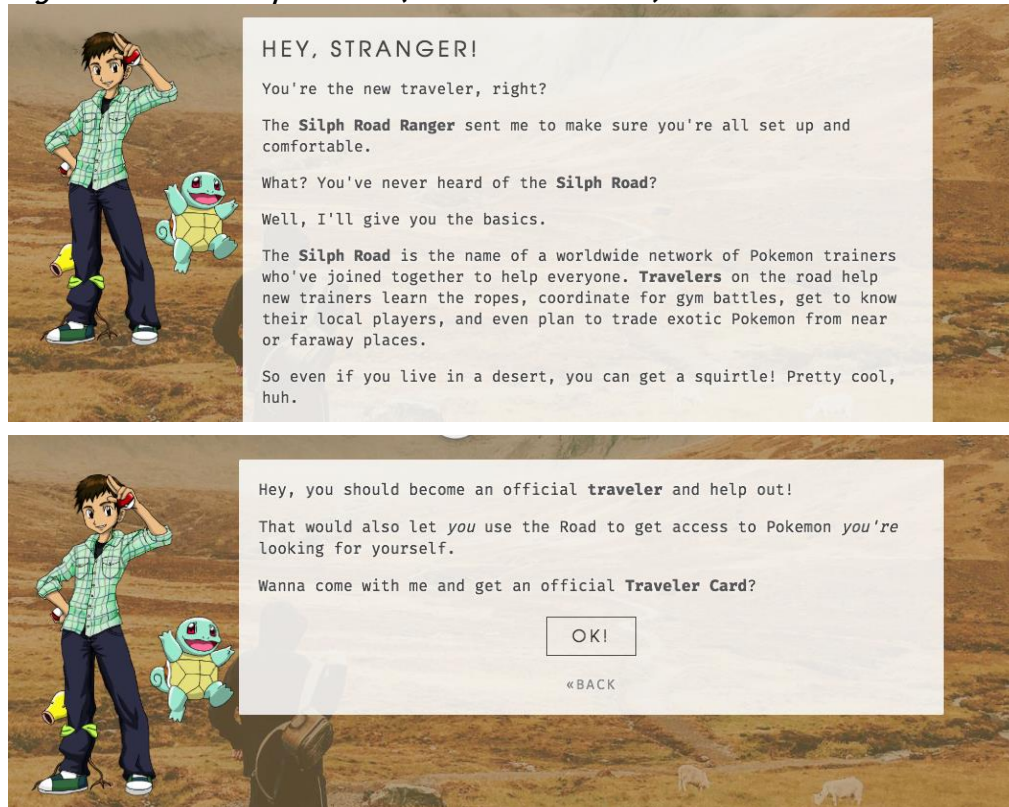 HEY, STRANGER!
You're the new traveler, right?
The Silph Road Ranger sent me to make sure you're all set up and
comfortable.
What? You've never heard of the Silph Road?
Well, I'll give you the basics.
The Silph Road is the name of a worldwide network of Pokemon trainers
who've joined together to help everyone. Travelers on the road help
new trainers learn the ropes, coordinate for gym battles, get to know
their local players, and even plan to trade exotic Pokemon from near
or faraway places.
So even if you live in a desert, you can get a squirtle! Pretty cool,
huh.
Hey, you should become an official traveler and help out!
That would also let you use the Road to get access to Pokemon you're
looking for yourself.
Wanna come with me and get an official Traveler Card?
OK!
«BACK